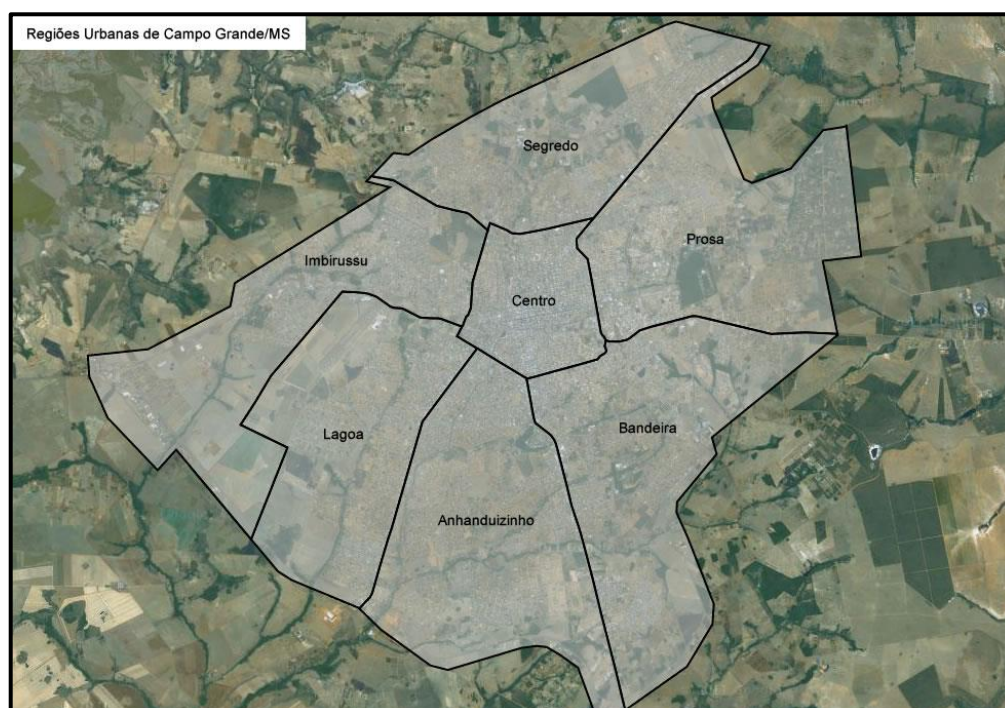 Regiões Urbanas de Campo Grande/MS
Segredo
Prosa
Imbirussu
Centro
Lagoa
Bandeira
Anhanduizinho